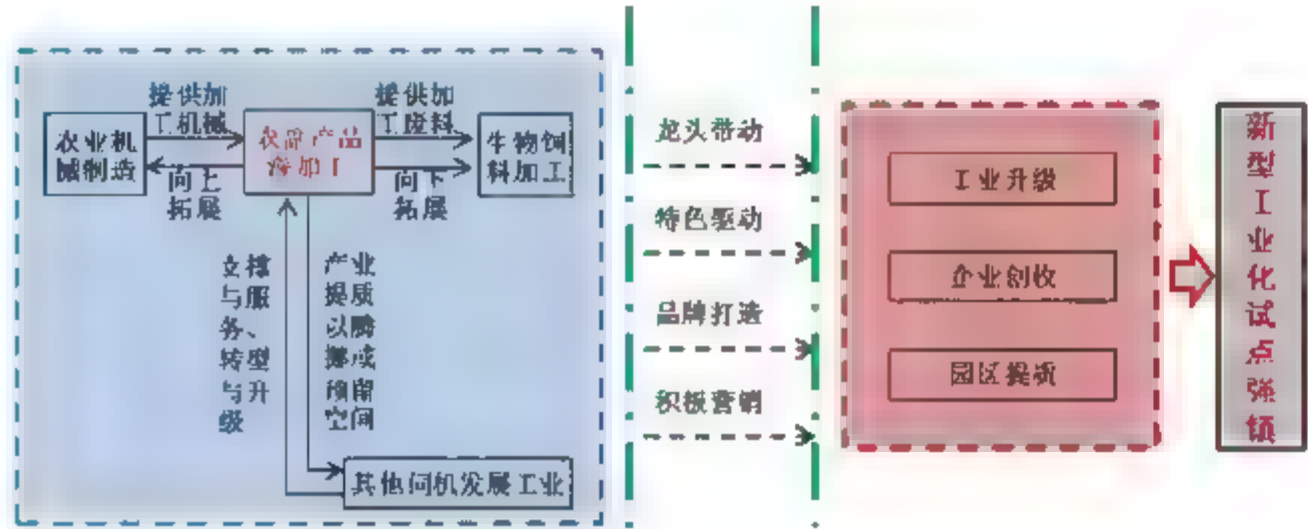 提供加
工机械
提供加
工废料
农业机
械制造
农副产品
深加工
生物饲
料加工
向上
拓展
向下
拓展
支撑
与服
务、
转型
与升
级
产业
提质
以腾
挪或
预留
空间
其他伺机发展工业
龙头带动
特色驱动
品牌打造
积极营销
工业升级
企业创收
园区提质
新
型
工
业
化
试
点
强
镇